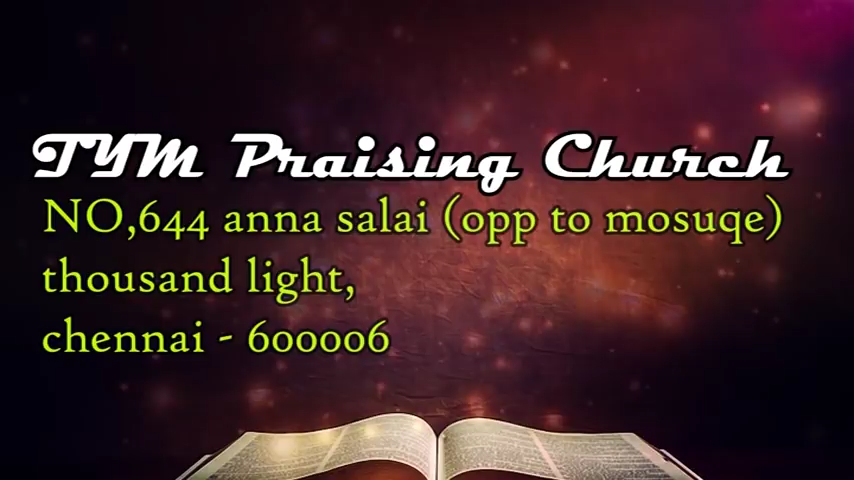 TYM Praising Church
NO,644 anna salai (opp to mosuqe)
thousand light,
chennai - 600006